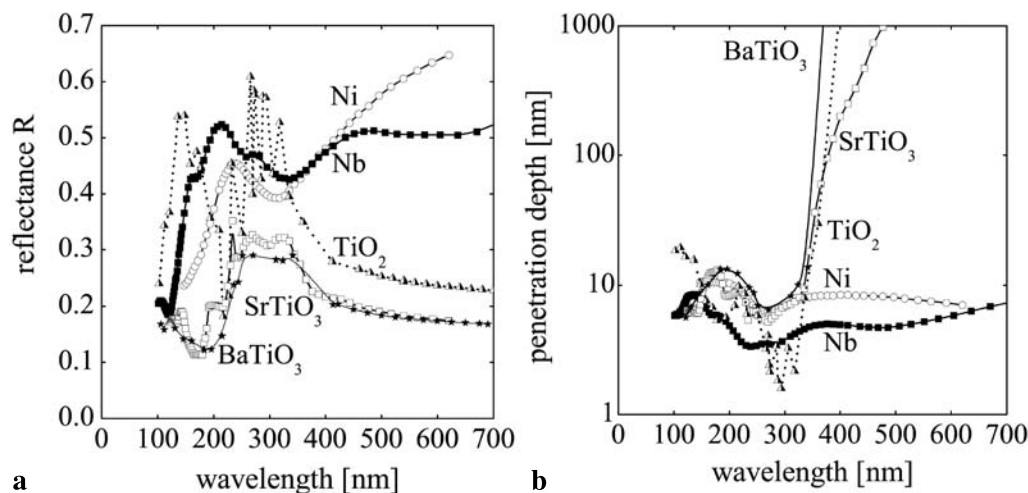 reflectance R
0.7
0.6
0.5
0.4
0.3
0.2
0.1
0.0
Ni
Nb
TiO2
SrTiO3
BaTiO3
0 100 200 300 400 500 600 700
wavelength [nm]
a
penetration depth [nm]
1000
100
10
1
BaTiO3
SrTiO3
TiO2
Ni
Nb
0 100 200 300 400 500 600 700
wavelength [nm]
b